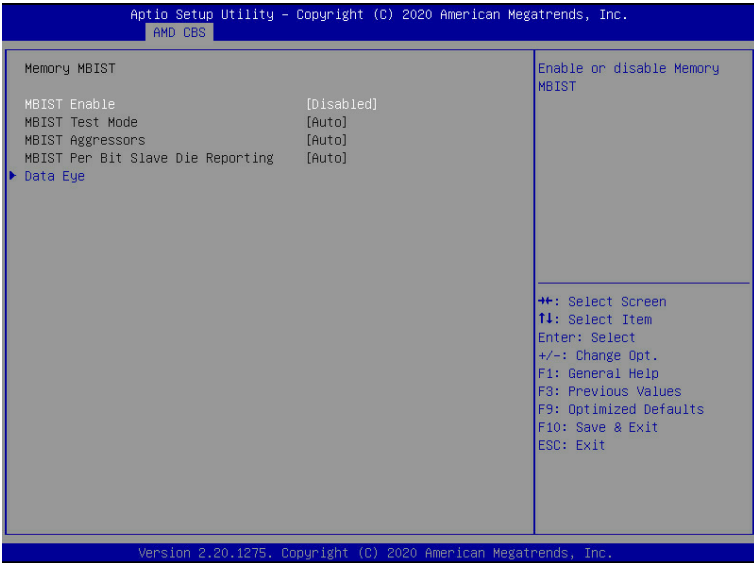 Aptio Setup Utility – Copyright (C) 2020 American Megatrends, Inc.
AMD CBS
Memory MBIST
MBIST Enable [Disabled]
MBIST Test Mode [Auto]
MBIST Aggressors [Auto]
MBIST Per Bit Slave Die Reporting [Auto]
Data Eye
Enable or disable Memory
MBIST
→←: Select Screen
↑↓: Select Item
Enter: Select
+/-: Change Opt.
F1: General Help
F3: Previous Values
F9: Optimized Defaults
F10: Save & Exit
ESC: Exit
Version 2.20.1275. Copyright (C) 2020 American Megatrends, Inc.